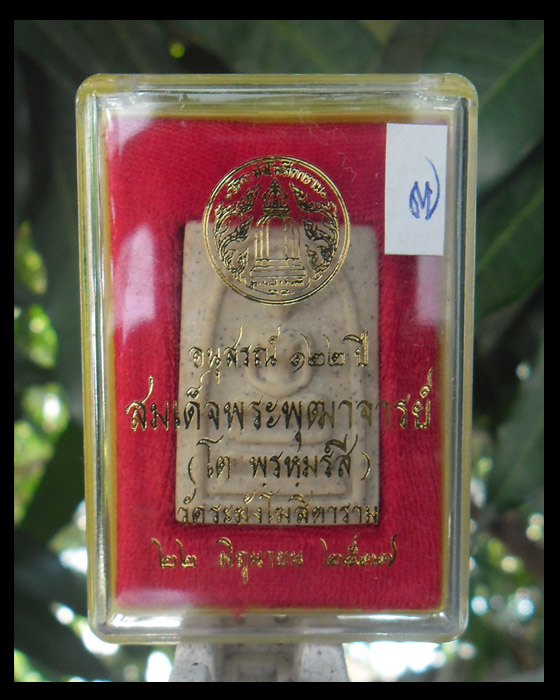 ต
อนุสรณ์ ๑๒๒ ปี
สมเด็จพระพุฒาจารย์
(โต พฺรหฺมรํสี)
วัดระฆังโฆสิตาราม
๒๒ มิถุนายน ๒๕๓๗